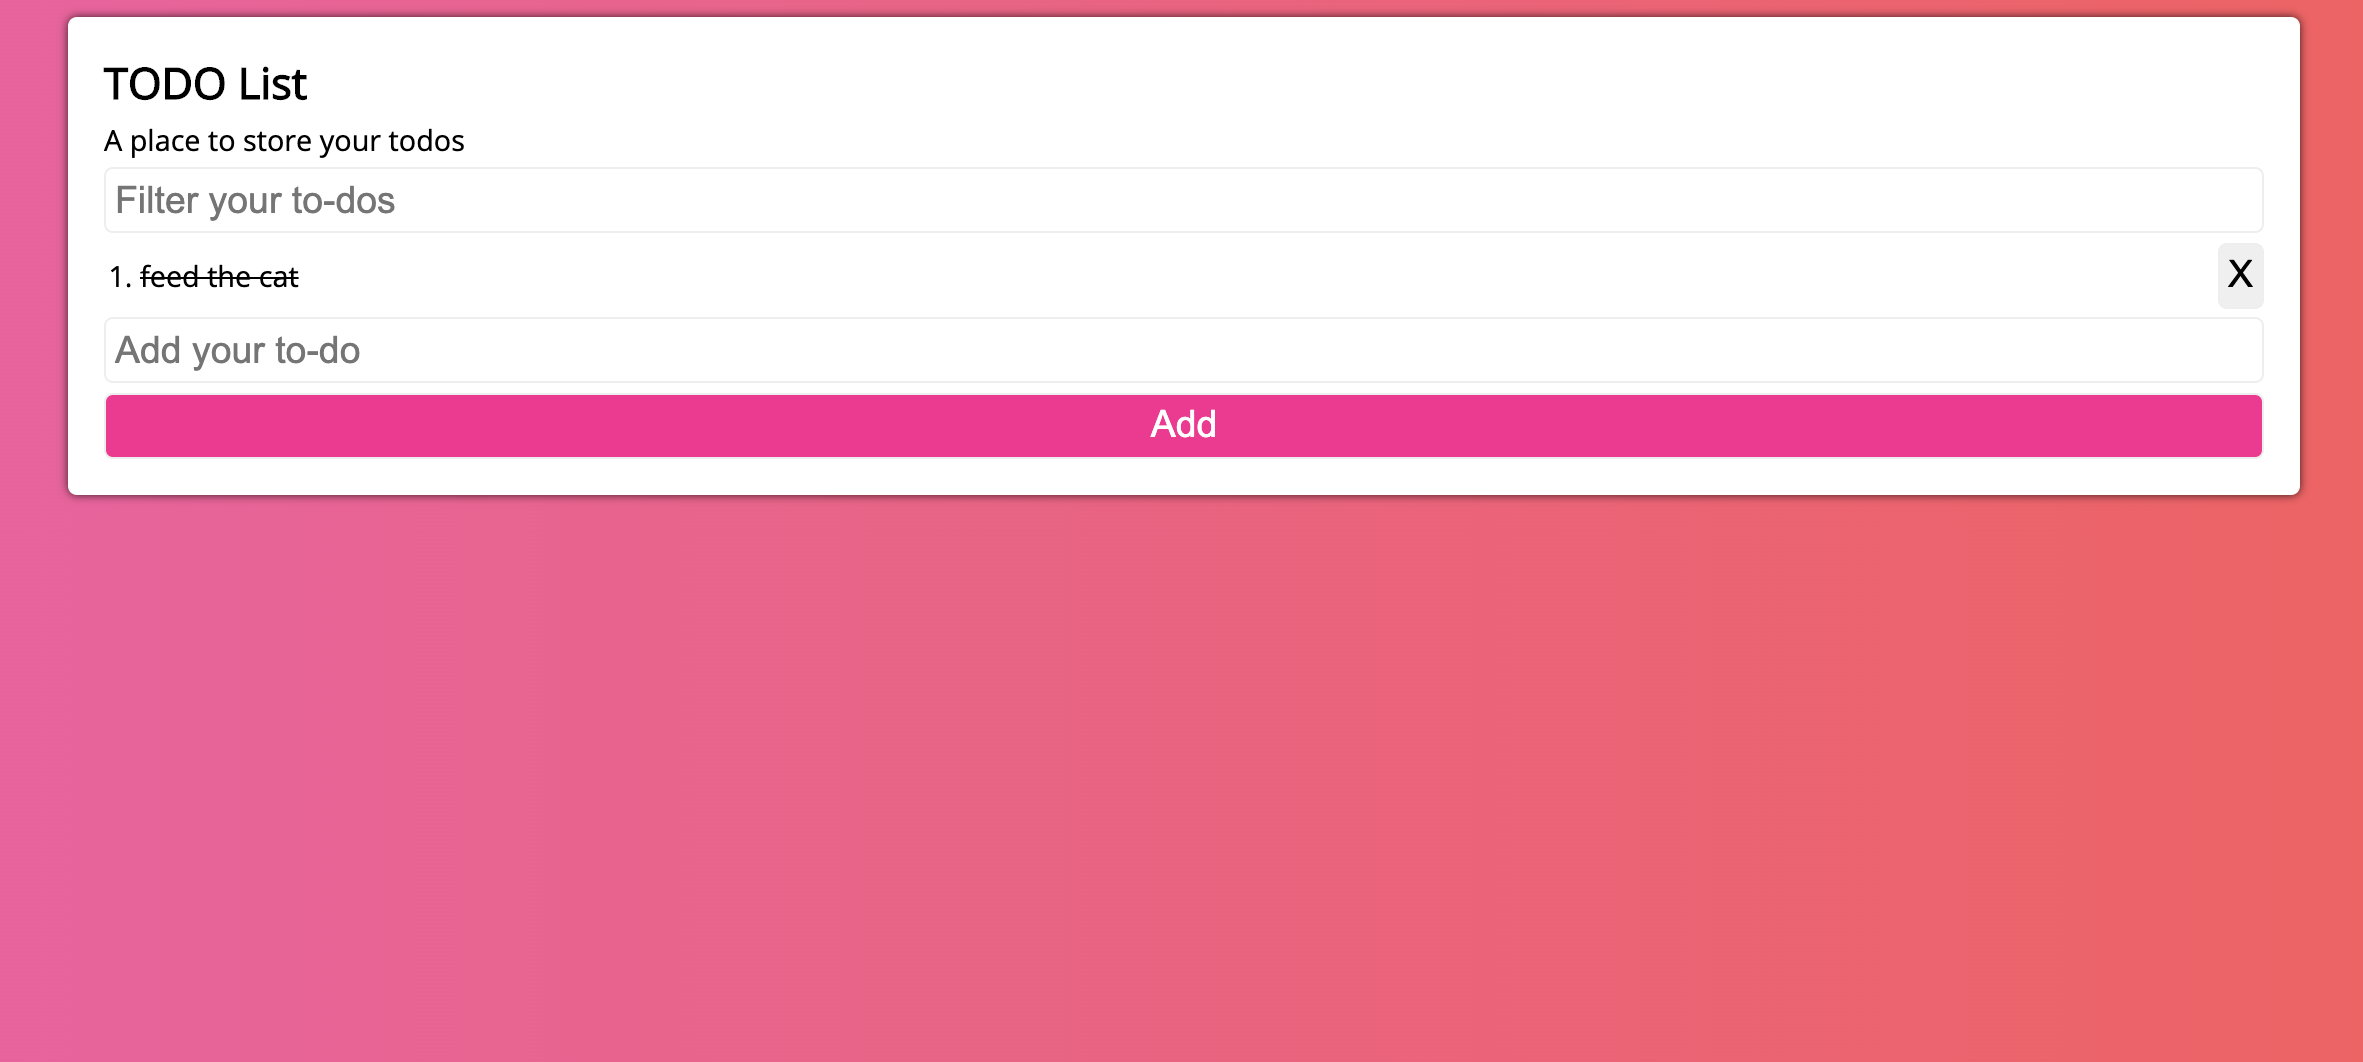 TODO List
A place to store your todos
Filter your to-dos
1. feed the cat X
Add your to-do
Add